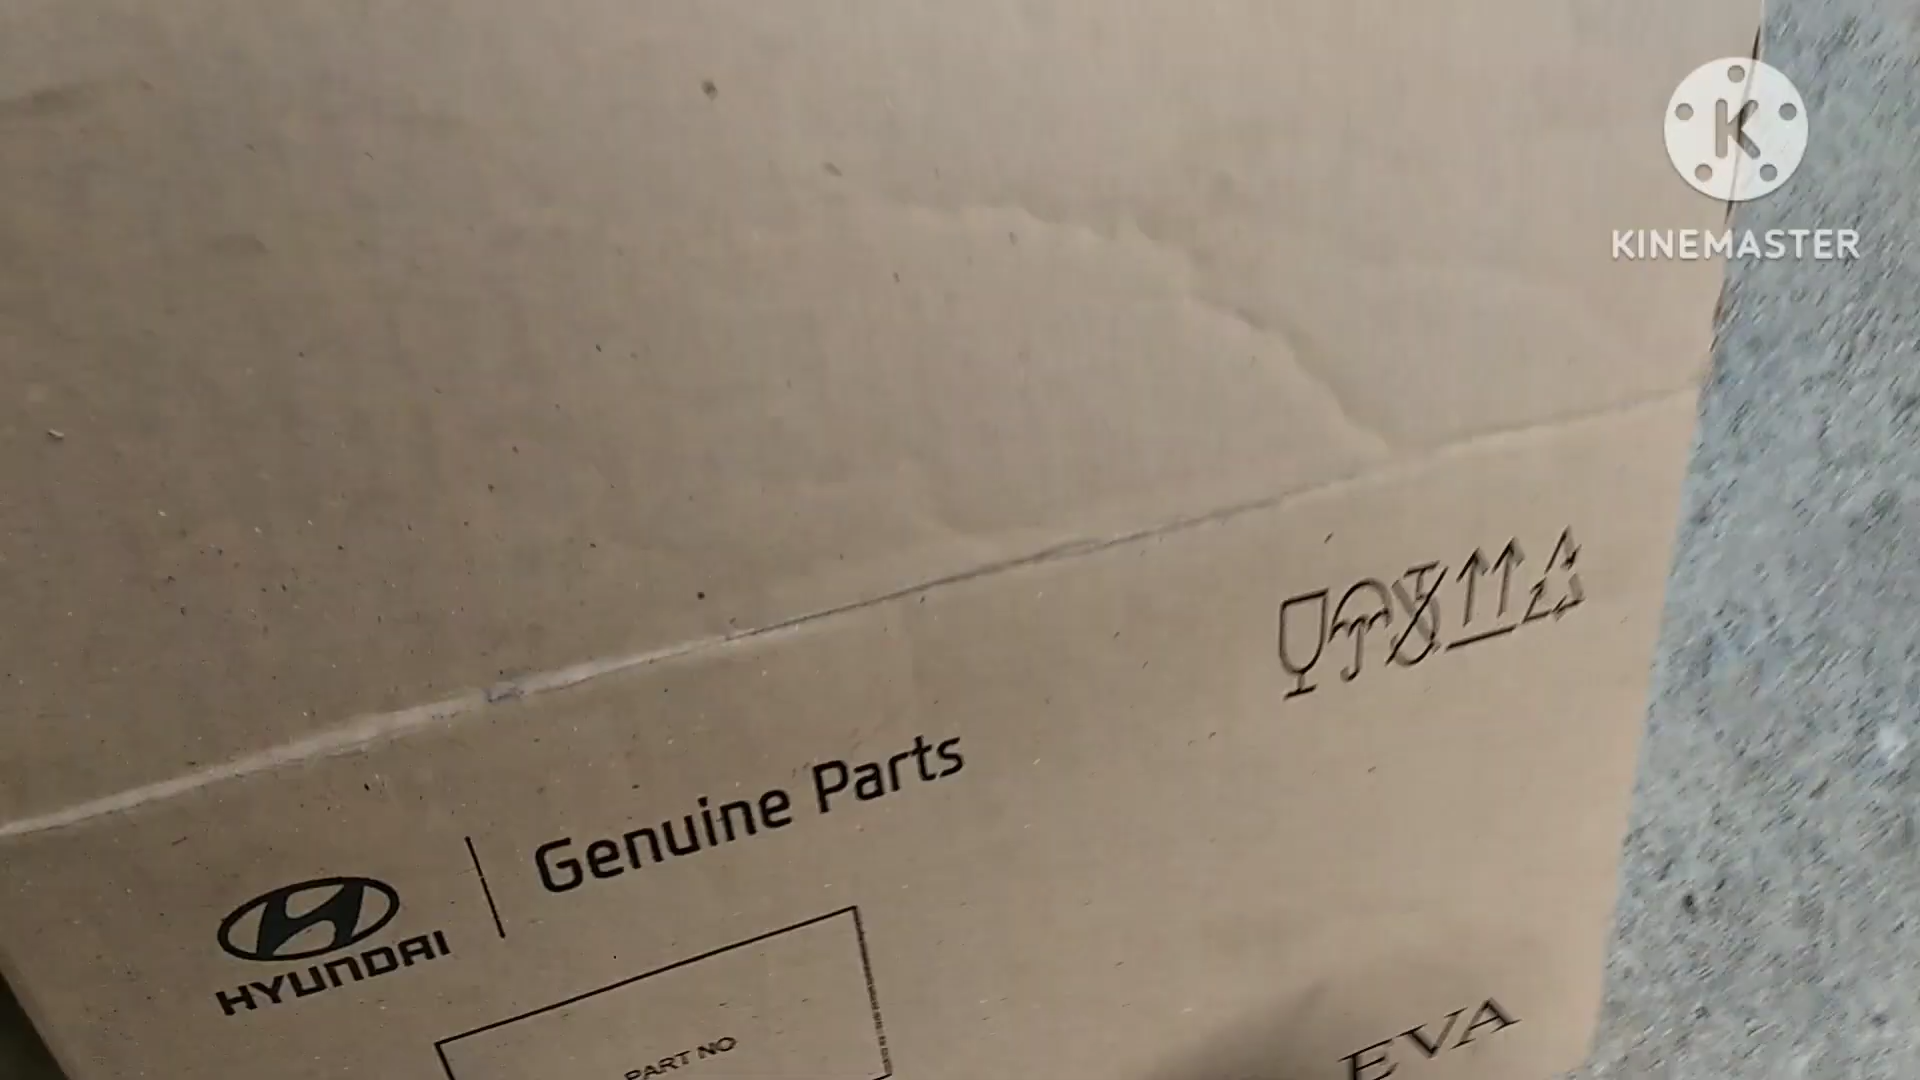 KINEMASTER
Genuine Parts
HYUNDAI
PART NO
EVA